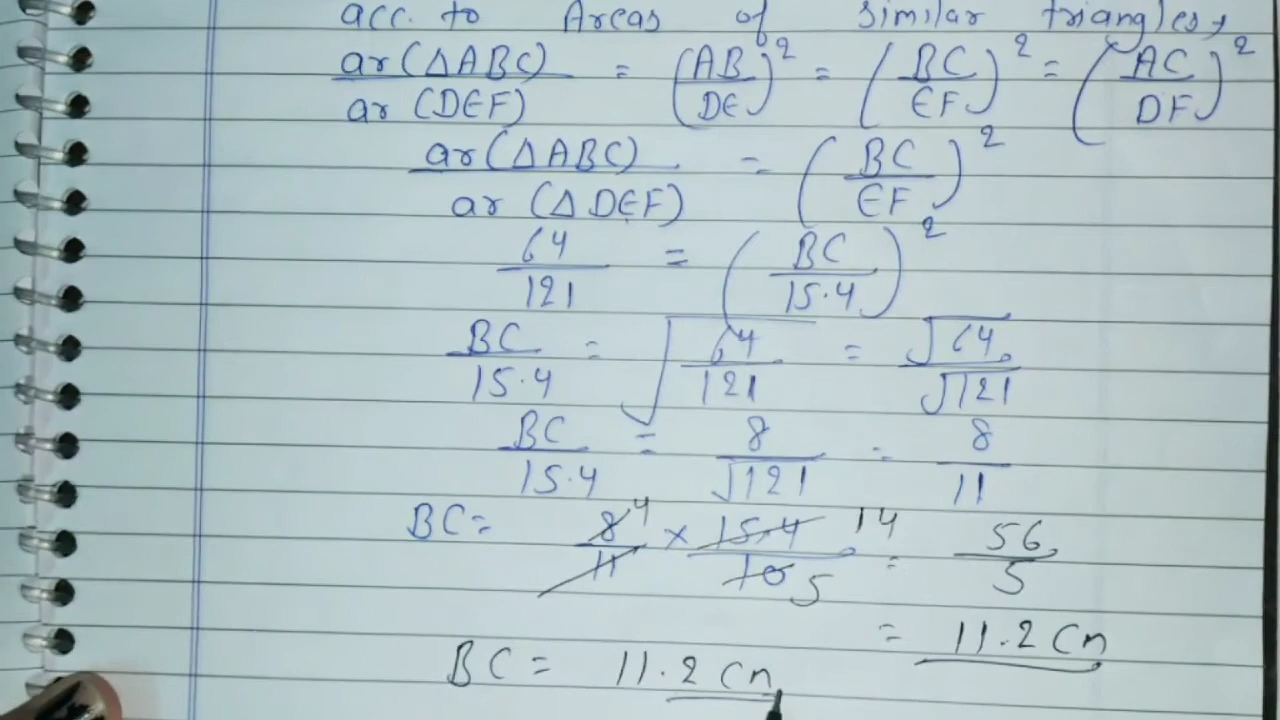 acc. to Areas of similar triangles,
ar(ΔABC)/ar(DEF) = (AB/DE)² = (BC/EF)² = (AC/DF)²
ar(ΔABC)/ar(ΔDEF) = (BC/EF)²
64/121 = (BC/15.4)²
BC/15.4 = √(64/121) = √64/√121
BC/15.4 = 8/√121 = 8/11
BC = 8 4/11 × 15.4 14/10 5 = 56/5
= 11.2 cm
BC = 11.2 cm